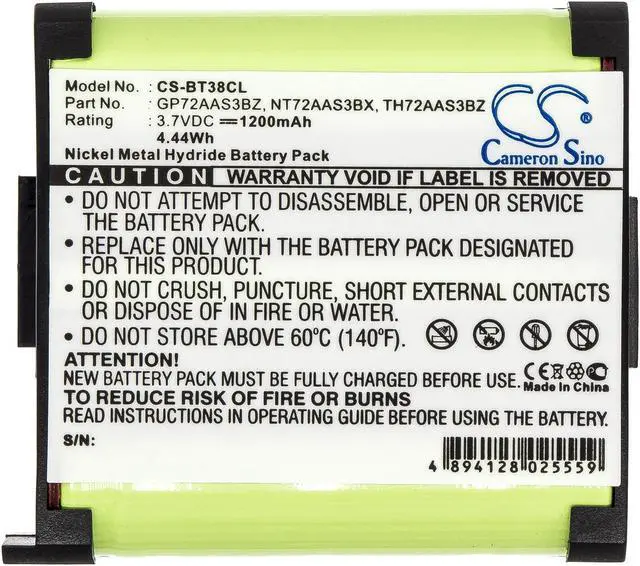 Model No. : CS-BT38CL
Part No. : GP72AAS3BZ, NT72AAS3BX, TH72AAS3BZ
Rating : 3.7VDC 1200mAh
4.44Wh
Nickel Metal Hydride Battery Pack
CS
Cameron Sino
CAUTION WARRANTY VOID IF LABEL IS REMOVED
• DO NOT ATTEMPT TO DISASSEMBLE, OPEN OR SERVICE
THE BATTERY PACK.
• REPLACE ONLY WITH THE BATTERY PACK DESIGNATED
FOR THIS PRODUCT.
• DO NOT CRUSH, PUNCTURE, SHORT EXTERNAL CONTACTS
OR DISPOSE OF IN FIRE OR WATER.
• DO NOT STORE ABOVE 60ºC (140ºF).
ATTENTION!
NEW BATTERY PACK MUST BE FULLY CHARGED BEFORE USE.
TO REDUCE RISK OF FIRE OR BURNS
READ INSTRUCTIONS IN OPERATING GUIDE BEFORE USING THE BATTERY.
CE
Made In China
S/N:
4 894128 025559